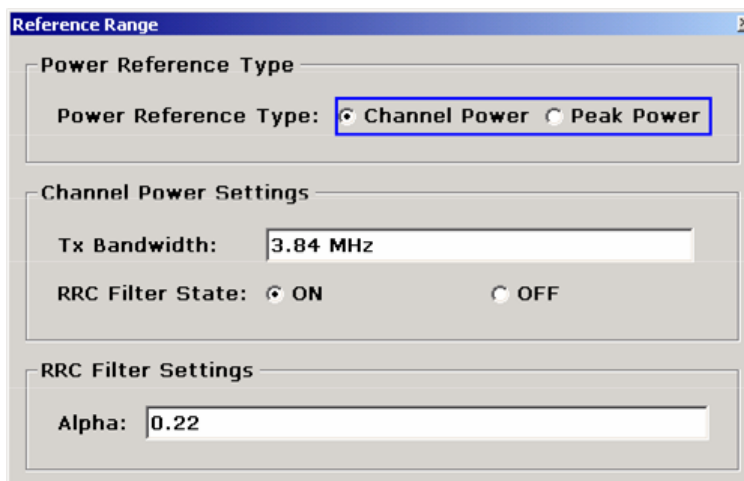 Reference Range
Power Reference Type
Power Reference Type: Channel Power Peak Power
Channel Power Settings
Tx Bandwidth: 3.84 MHz
RRC Filter State: ON OFF
RRC Filter Settings
Alpha: 0.22